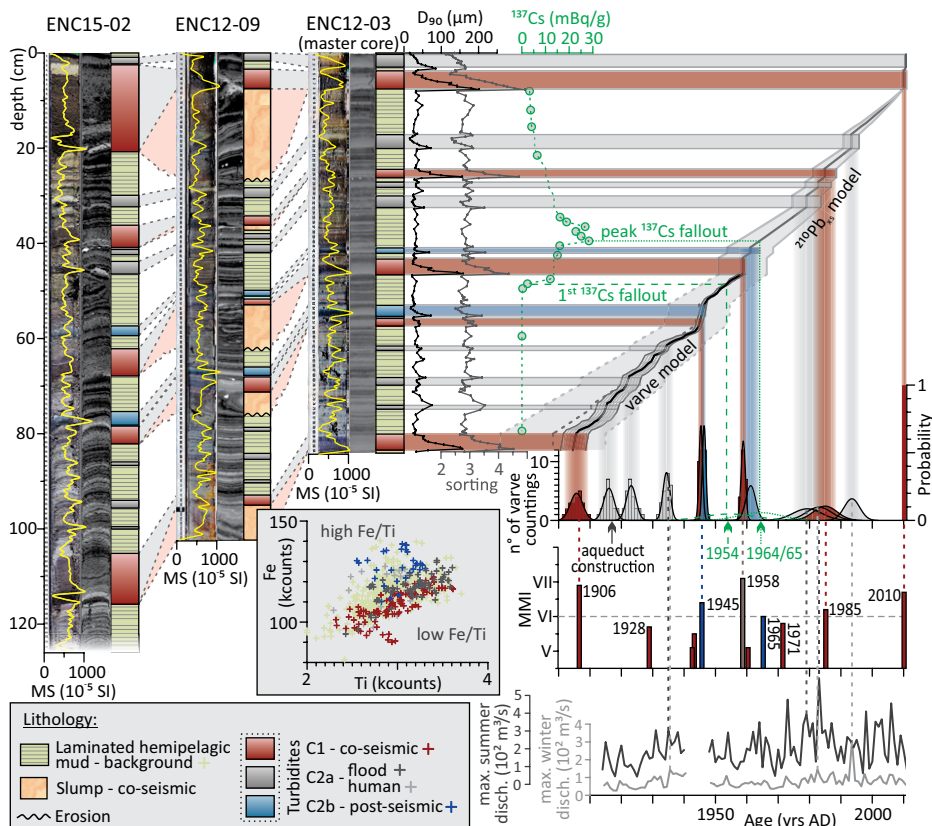 ENC15-02
ENC12-09
ENC12-03
(master core)
D90 (µm)
0 100 200
137Cs (mBq/g)
0 10 20 30
depth (cm)
0
20
40
60
80
100
120
peak 137Cs fallout
1st 137Cs fallout
210Pbxs model
varve model
0 1000
MS (10-5 SI)
0 1000
MS (10-5 SI)
0 1000
MS (10-5 SI)
2 3 4
sorting
10
0
n° of varve
countings
1
0
Probability
aqueduct
construction
1954
1964/65
150
100
Fe
(kcounts)
high Fe/Ti
low Fe/Ti
2 4
Ti (kcounts)
MMI
VII
VI
V
1906
1928
1945
1958
1965
1971
1985
2010
max. summer
disch. (10² m³/s)
5
4
3
2
1
0
max. winter
disch. (10² m³/s)
4
3
2
1
0
1950
2000
Age (yrs AD)
Lithology:
Laminated hemipelagic
mud - background +
Slump - co-seismic
Erosion
Turbidites
C1 - co-seismic +
C2a - flood +
human +
C2b - post-seismic +